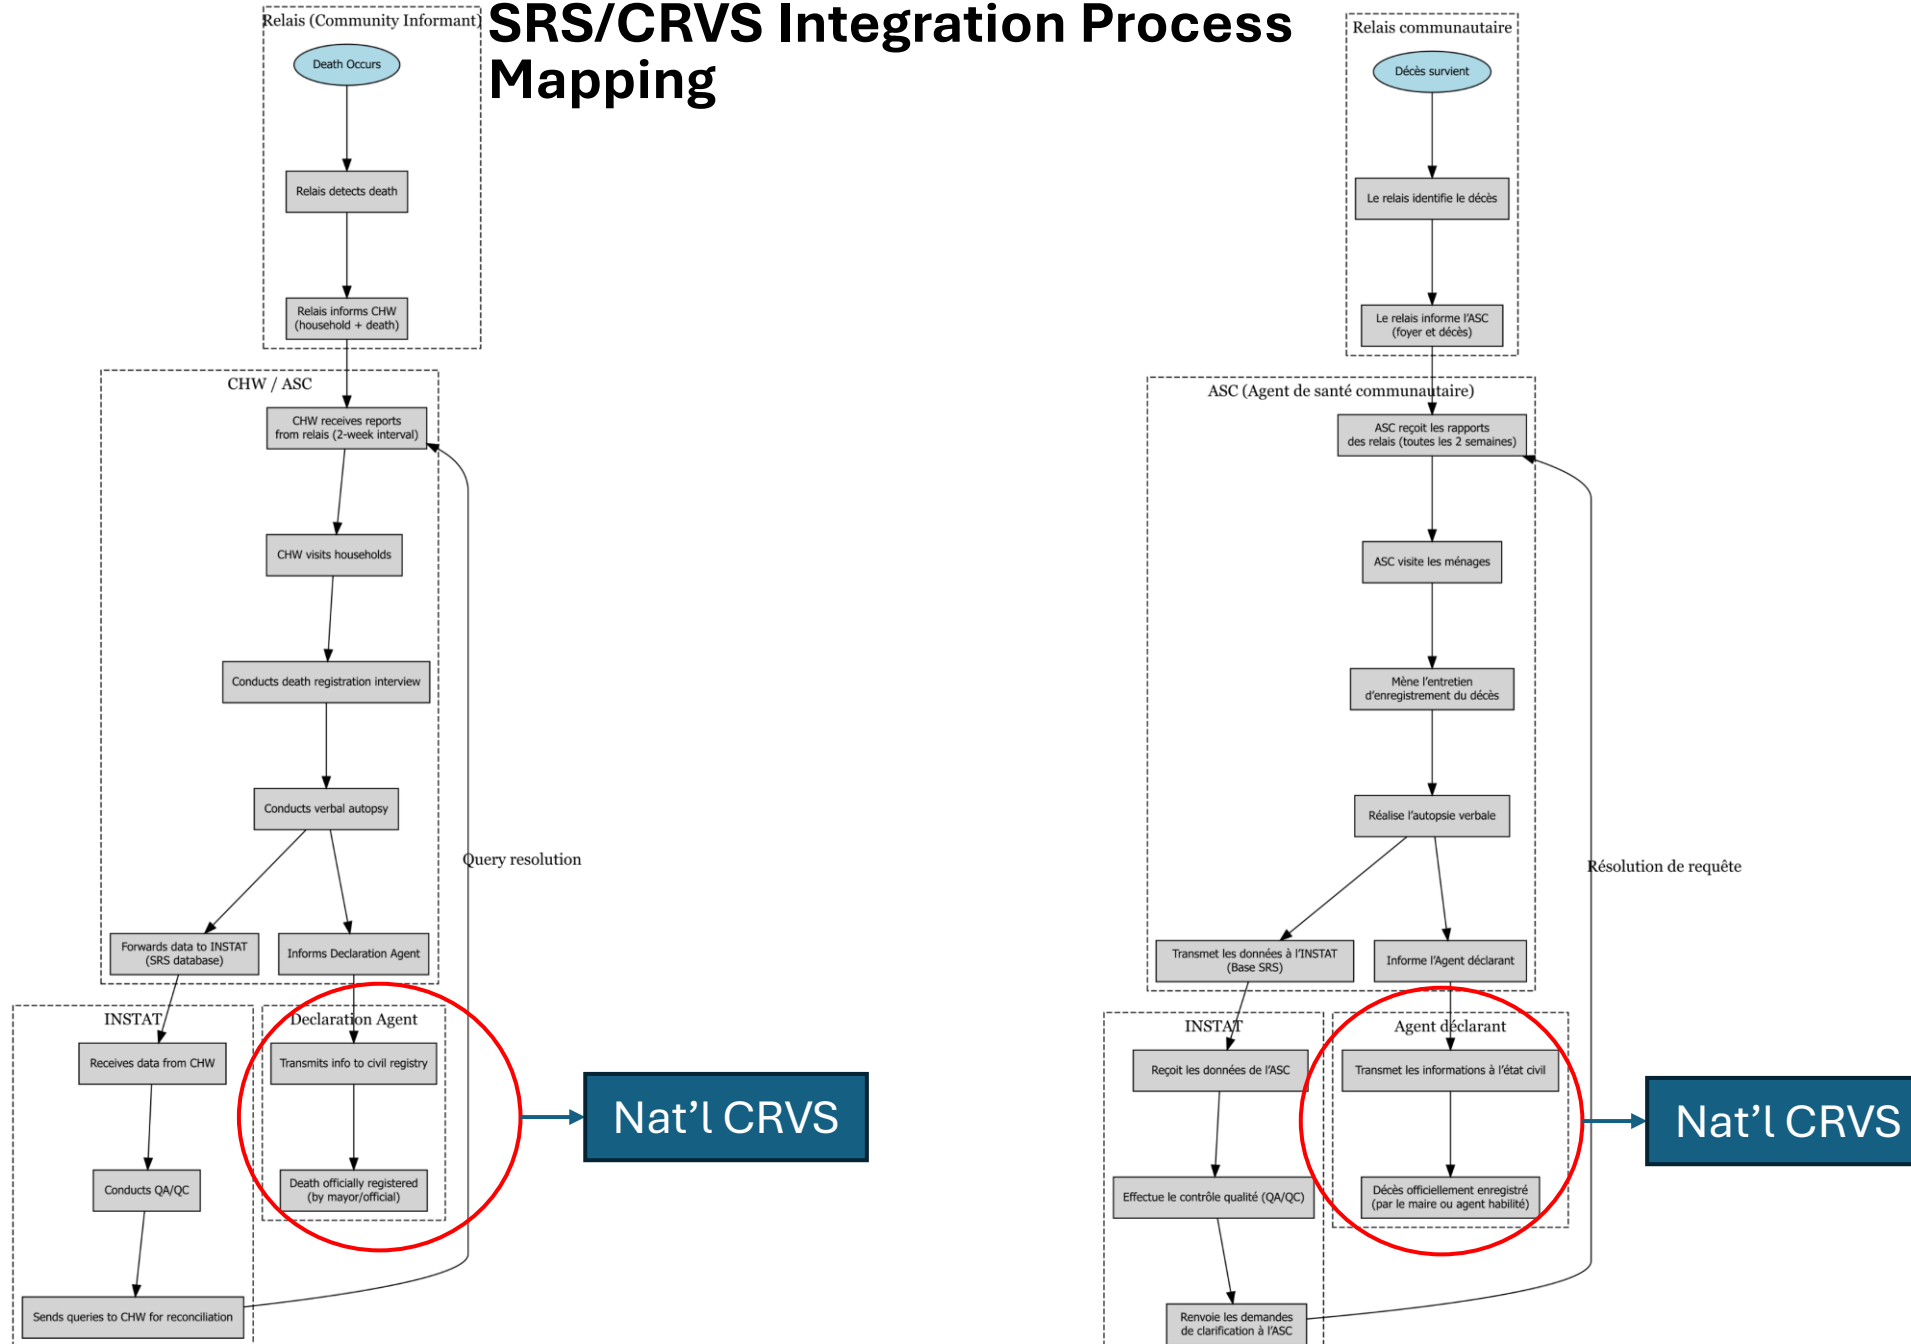 SRS/CRVS Integration Process
Mapping
Relais (Community Informant)
Death Occurs
Relais detects death
Relais informs CHW
(household + death)
CHW / ASC
CHW receives reports
from relais (2-week interval)
CHW visits households
Conducts death registration interview
Conducts verbal autopsy
Query resolution
Forwards data to INSTAT
(SRS database)
Informs Declaration Agent
INSTAT
Receives data from CHW
Conducts QA/QC
Sends queries to CHW for reconciliation
Declaration Agent
Transmits info to civil registry
Death officially registered
(by mayor/official)
Nat'l CRVS
Relais communautaire
Décès survient
Le relais identifie le décès
Le relais informe l'ASC
(foyer et décès)
ASC (Agent de santé communautaire)
ASC reçoit les rapports
des relais (toutes les 2 semaines)
ASC visite les ménages
Mène l'entretien
d'enregistrement du décès
Réalise l'autopsie verbale
Résolution de requête
Transmet les données à l'INSTAT
(Base SRS)
Informe l'Agent déclarant
INSTAT
Reçoit les données de l'ASC
Effectue le contrôle qualité (QA/QC)
Renvoie les demandes
de clarification à l'ASC
Agent déclarant
Transmet les informations à l'état civil
Décès officiellement enregistré
(par le maire ou agent habilité)
Nat'l CRVS